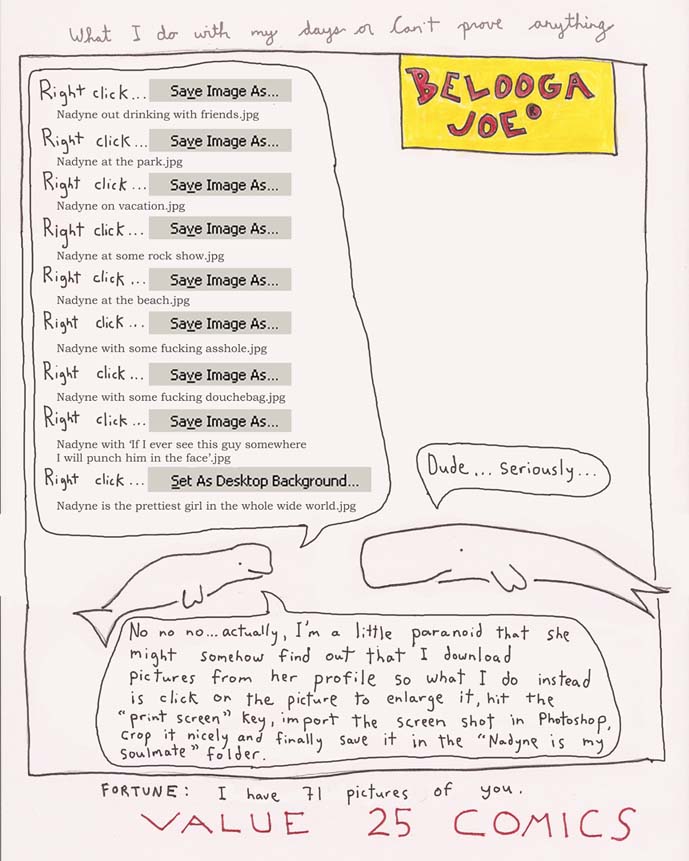 What I do with my days or Can't prove anything
BELOOGA
JOE®
Right click... Save Image As...
Nadyne out drinking with friends.jpg
Right click... Save Image As...
Nadyne at the park.jpg
Right click... Save Image As...
Nadyne on vacation.jpg
Right click... Save Image As...
Nadyne at some rock show.jpg
Right click... Save Image As...
Nadyne at the beach.jpg
Right click... Save Image As...
Nadyne with some fucking asshole.jpg
Right click... Save Image As...
Nadyne with some fucking douchebag.jpg
Right click... Save Image As...
Nadyne with 'If I ever see this guy somewhere
I will punch him in the face'.jpg
Right click... Set As Desktop Background...
Nadyne is the prettiest girl in the whole wide world.jpg
Dude... seriously...
No no no... actually, I'm a little paranoid that she
might somehow find out that I download
pictures from her profile so what I do instead
is click on the picture to enlarge it, hit the
"print screen" key, import the screen shot in Photoshop,
crop it nicely and finally save it in the "Nadyne is my
soulmate" folder.
FORTUNE: I have 71 pictures of you.
VALUE 25 COMICS